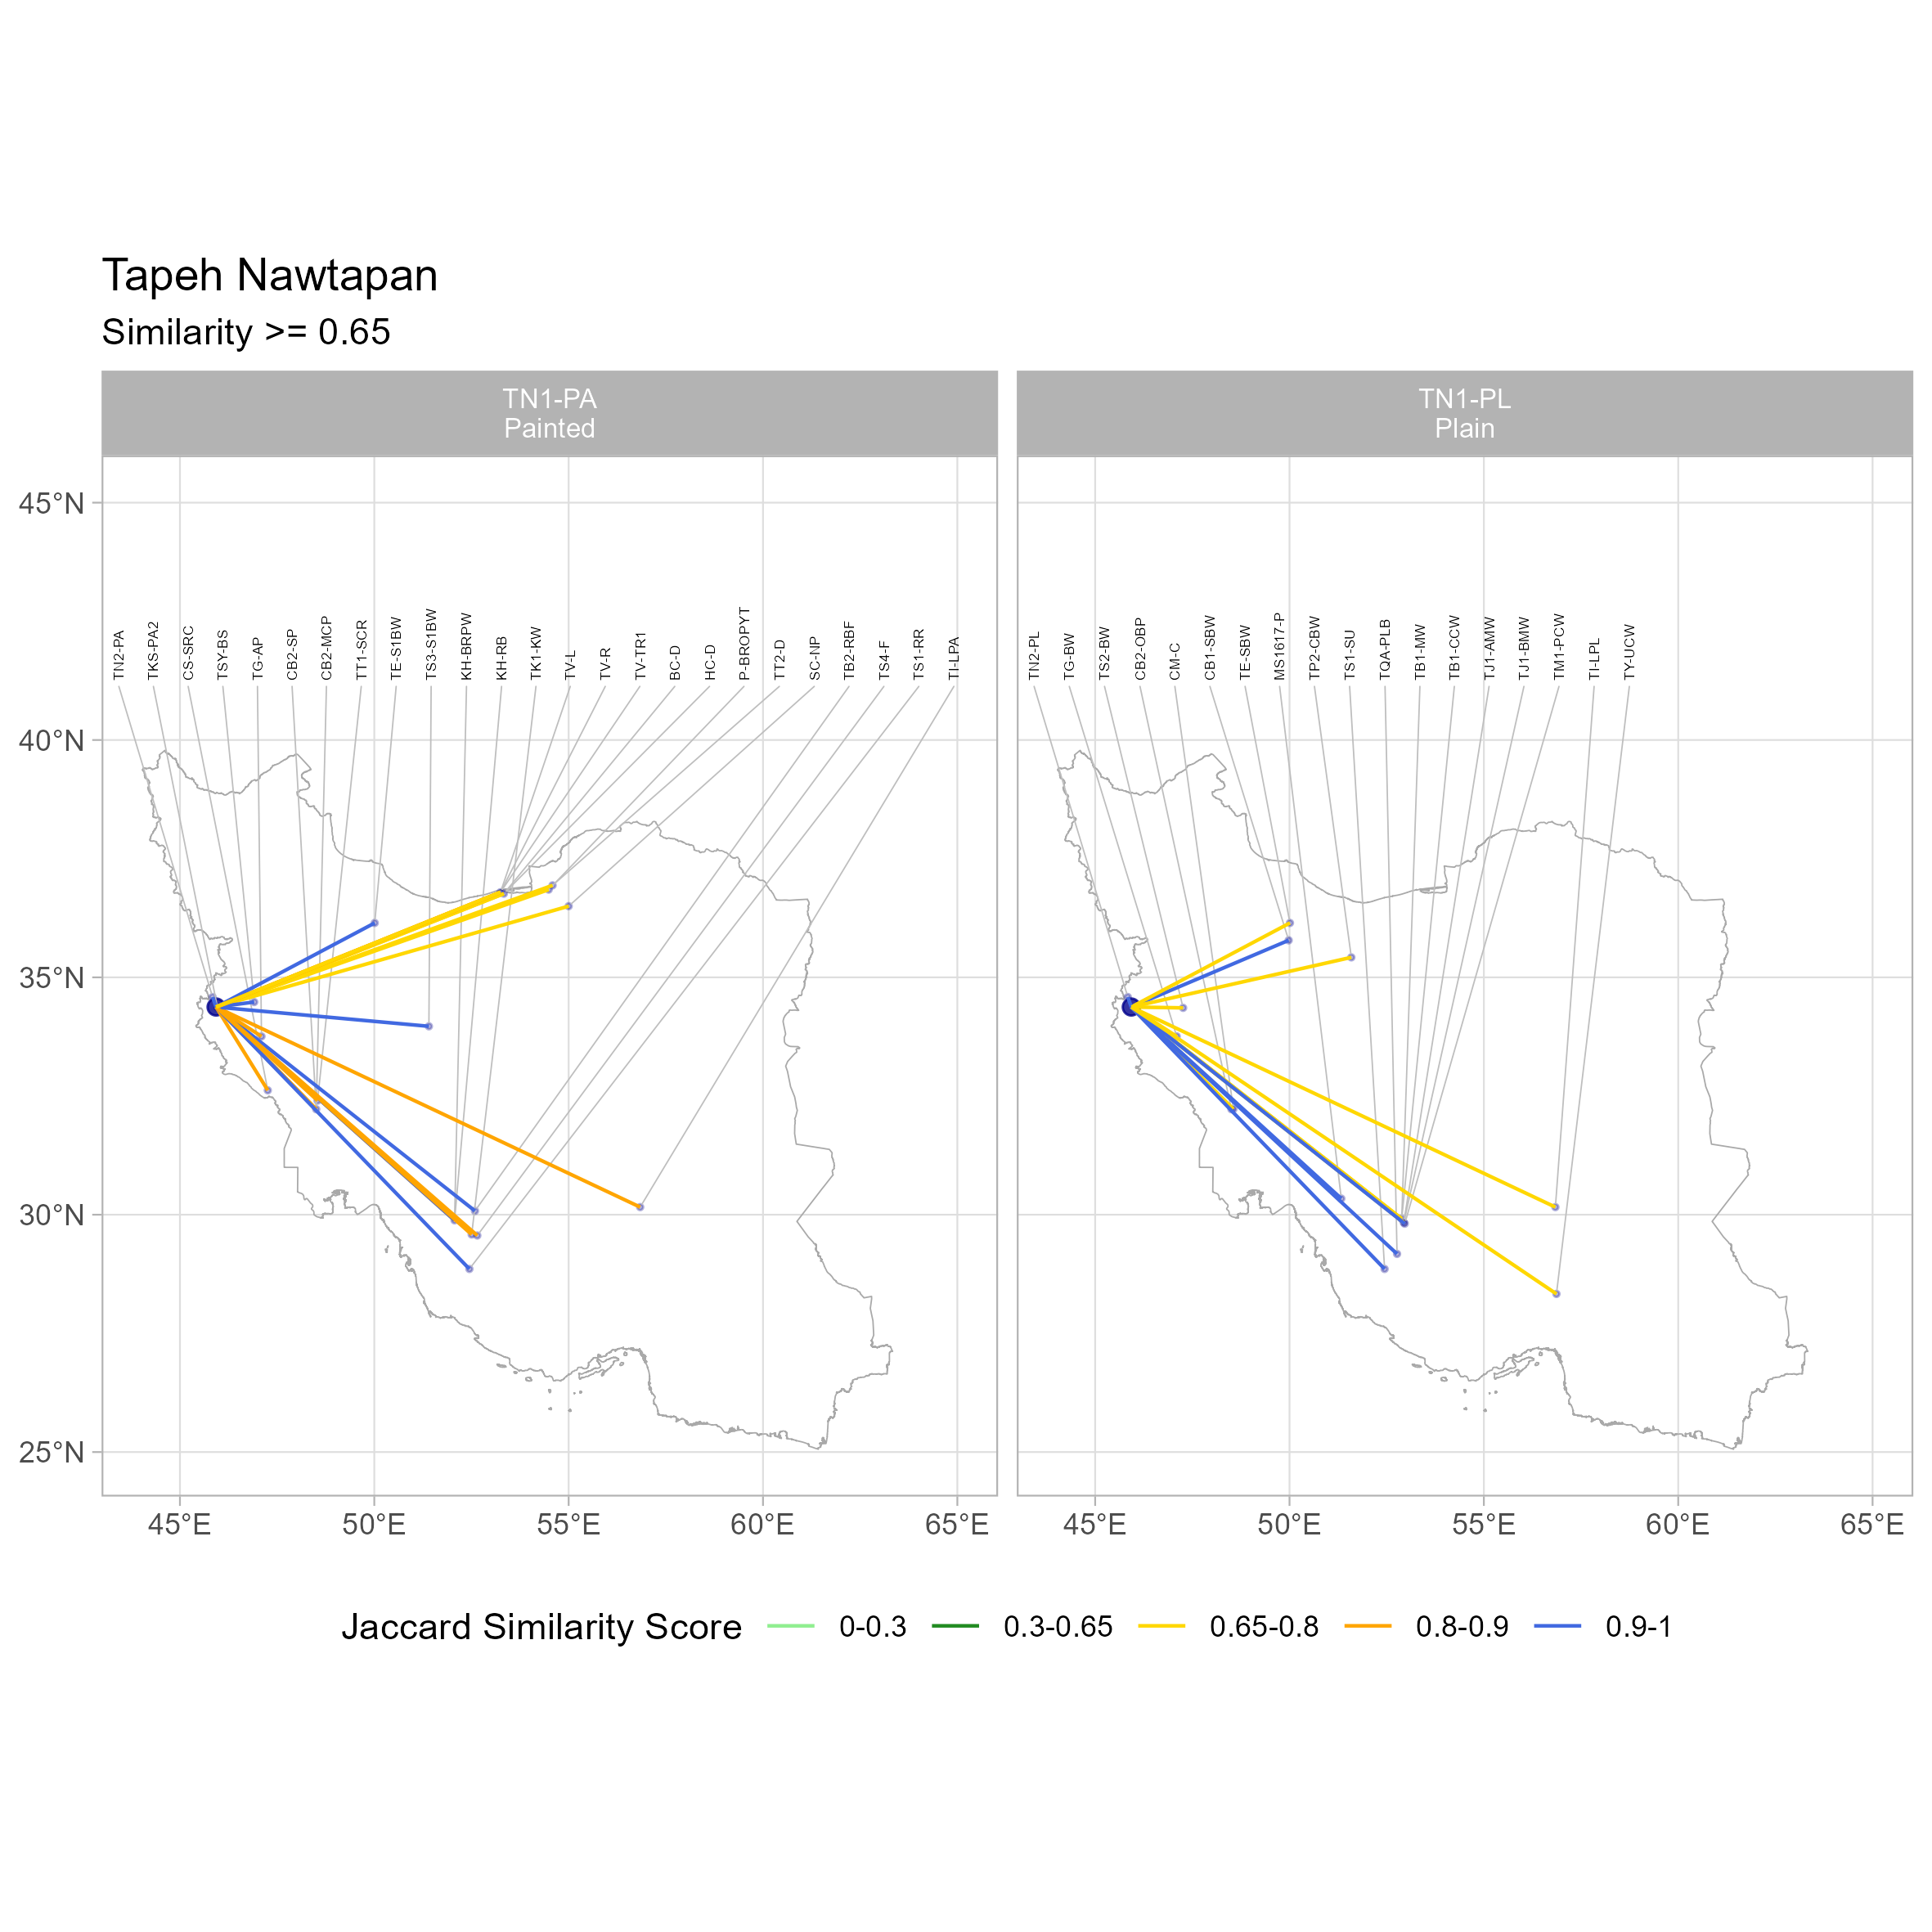 Tapeh Nawtapan
Similarity >= 0.65
TN1-PA
Painted
TN1-PL
Plain
45°N
40°N
35°N
30°N
25°N
TN2-PA
TKS-PA2
CS-SRC
TSY-BS
TG-AP
CB2-SP
CB2-MCP
TT1-SCR
TE-S1BW
TS3-S1BW
KH-BRPW
KH-RB
TK1-KW
TV-L
TV-R
TV-TR1
BC-D
HC-D
P-BROPYT
TT2-D
SC-NP
TB2-RBF
TS4-F
TS1-RR
TI-LPA
TN2-PL
TG-BW
TS2-BW
CB2-OBP
CM-C
CB1-SBW
TE-SBW
MS1617-P
TP2-CBW
TS1-SU
TQA-PLB
TB1-MW
TB1-CCW
TJ1-AMW
TJ1-BMW
TM1-PCW
TI-LPL
TY-UCW
45°E 50°E 55°E 60°E 65°E
45°E 50°E 55°E 60°E 65°E
Jaccard Similarity Score 0-0.3 0.3-0.65 0.65-0.8 0.8-0.9 0.9-1